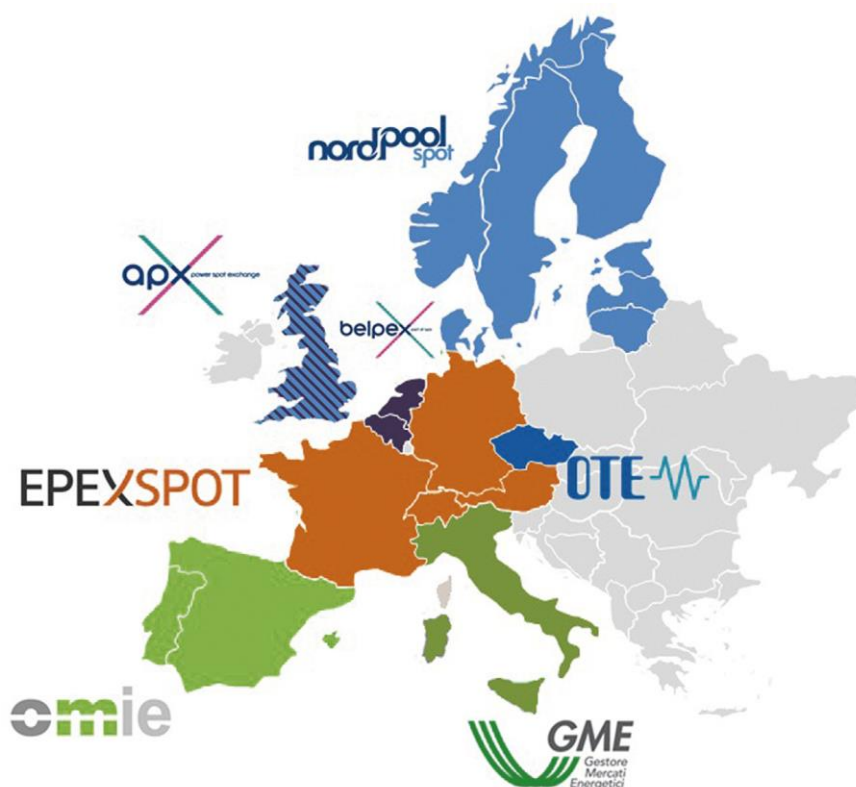 nordpool
spot
apx power spot exchange
belpex
EPEXSPOT
OTE
omie
GME
Gestore
Mercati
Energetici